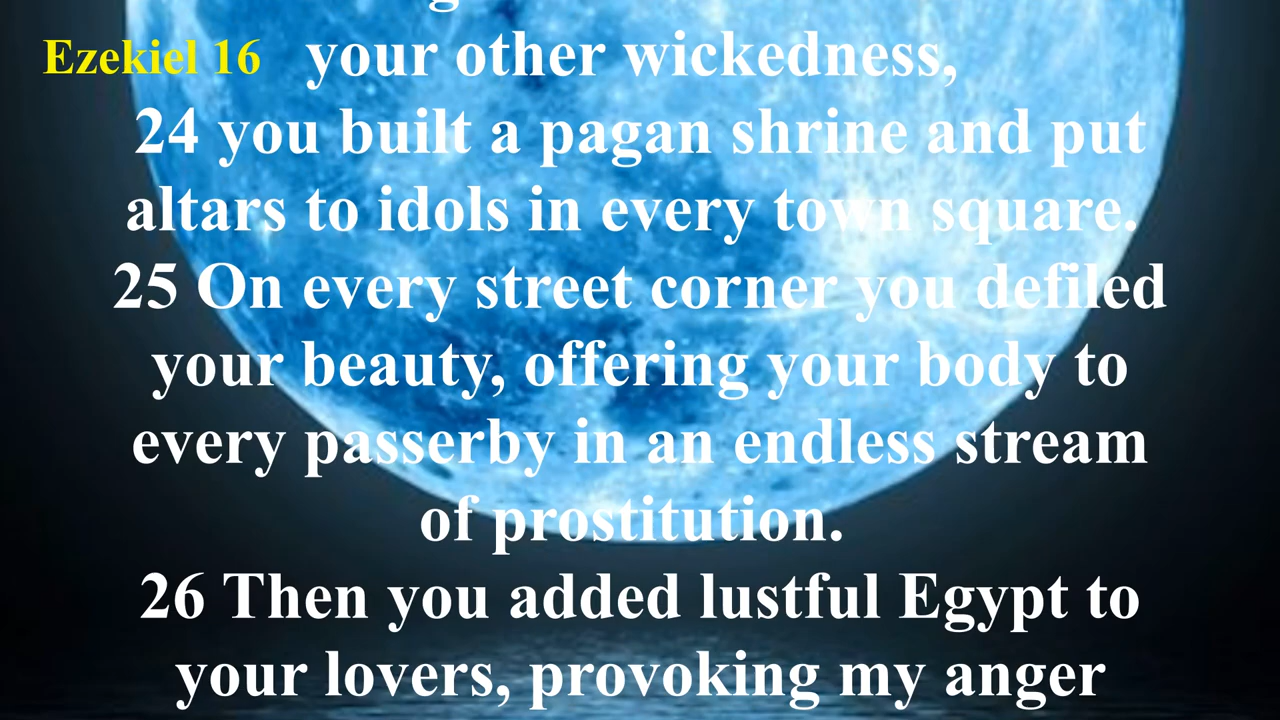 Ezekiel 16 your other wickedness,
24 you built a pagan shrine and put
altars to idols in every town square.
25 On every street corner you defiled
your beauty, offering your body to
every passerby in an endless stream
of prostitution.
26 Then you added lustful Egypt to
your lovers, provoking my anger